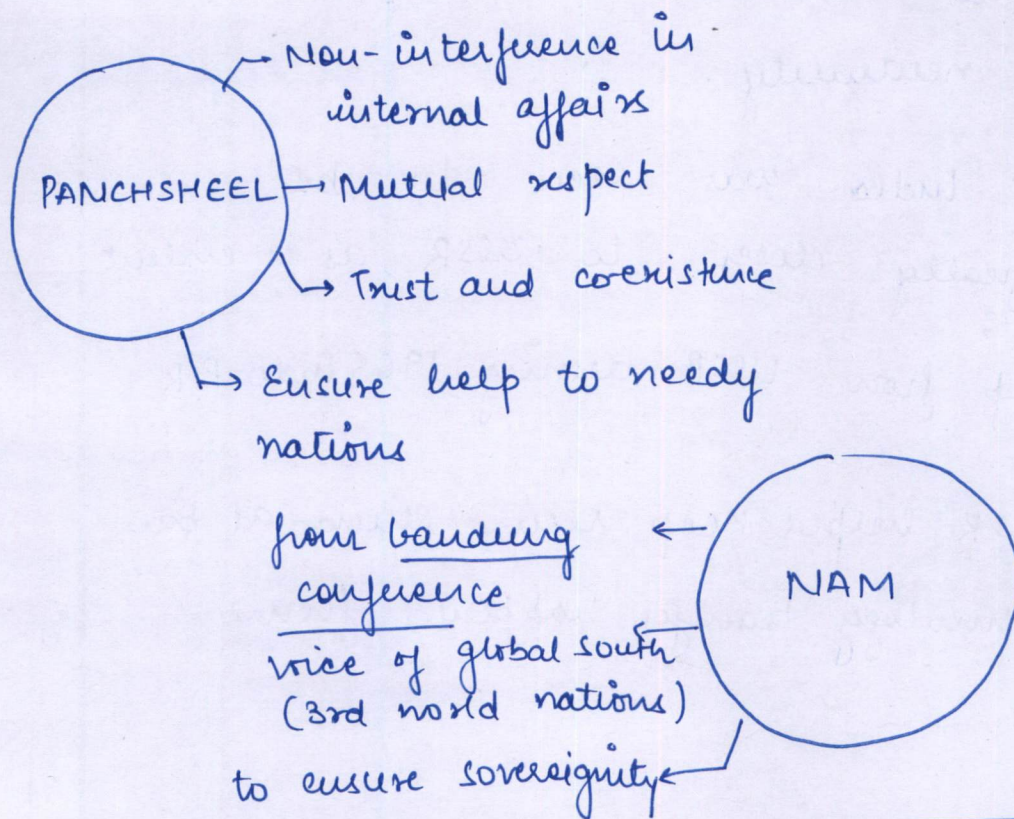 Non-interference in
internal affairs
PANCHSHEEL
Mutual respect
Trust and coexistence
Ensure help to needy
nations
NAM
from bandung
conference
voice of global south
(3rd world nations)
to ensure sovereignity